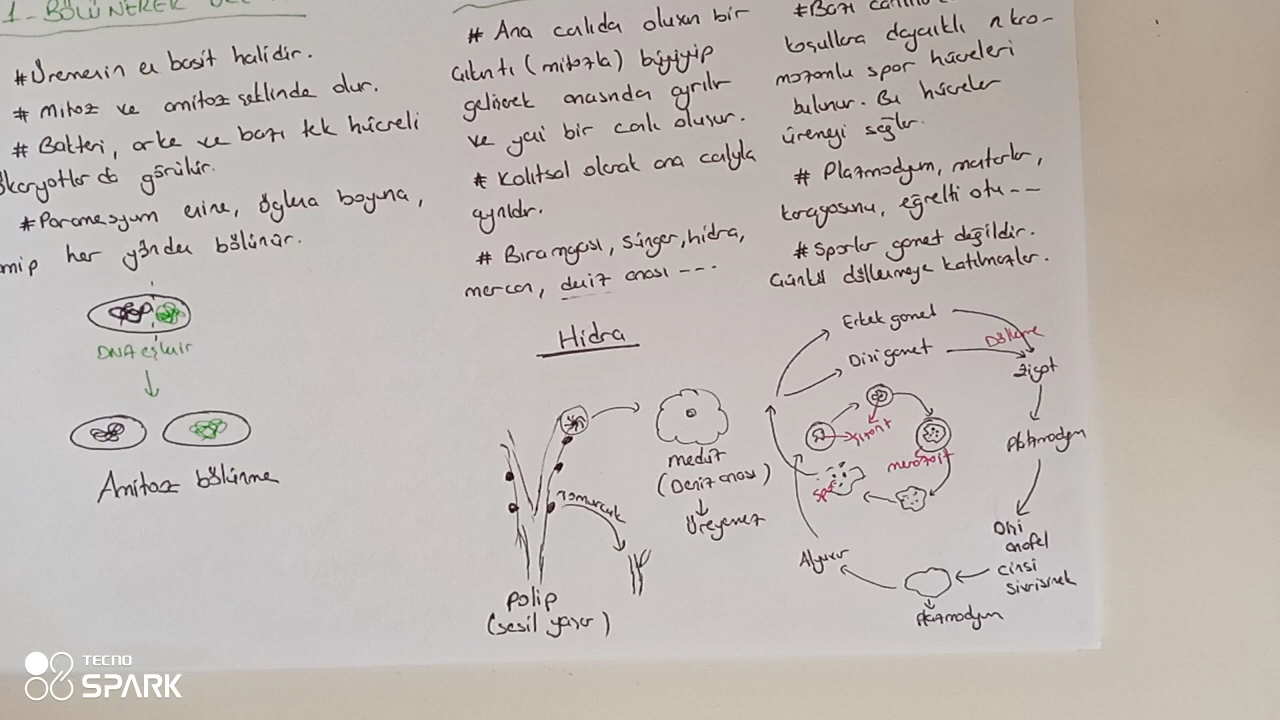 1- BÖLÜNEREK
#Üremenin en basit halidir.
# Mitoz ve amitoz şeklinde olur.
# Bakteri, arke ve bazı tek hücreli
ökaryotlarda görülür.
#Paramesyum enine, öglena boyuna,
amip her yönden bölünür.
DNA eşlenir
Amitoz bölünme
# Ana canlıda oluşan bir
çıkıntı (mitozla) büyüyüp
gelişerek anasından ayrılır
ve yeni bir canlı oluşur.
# Kalıtsal olarak ana canlıyla
aynıdır.
# Bira mayası, sünger, hidra,
mercan, deniz anası ---
Hidra
Tomurcuk
medüz
(Deniz anası)
Üreyemez
polip
(sesil yaşar)
#Bazı
koşullara dayanıklı n kro-
mozomlu spor hücreleri
bulunur. Bu hücreler
üremeyi sağlar.
# Plazmodyum, mantarlar,
karayosunu, eğrelti otu ---
# Sporlar gamet değildir.
Çünkü döllenmeye katılmazlar.
Erkek gamet
Dişi gamet
Döllenme
zigot
plazmodyum
Dişi
anofel
cinsi
sivrisinek
plazmodyum
Alyuvar
merozoit
spor
TECNO
SPARK